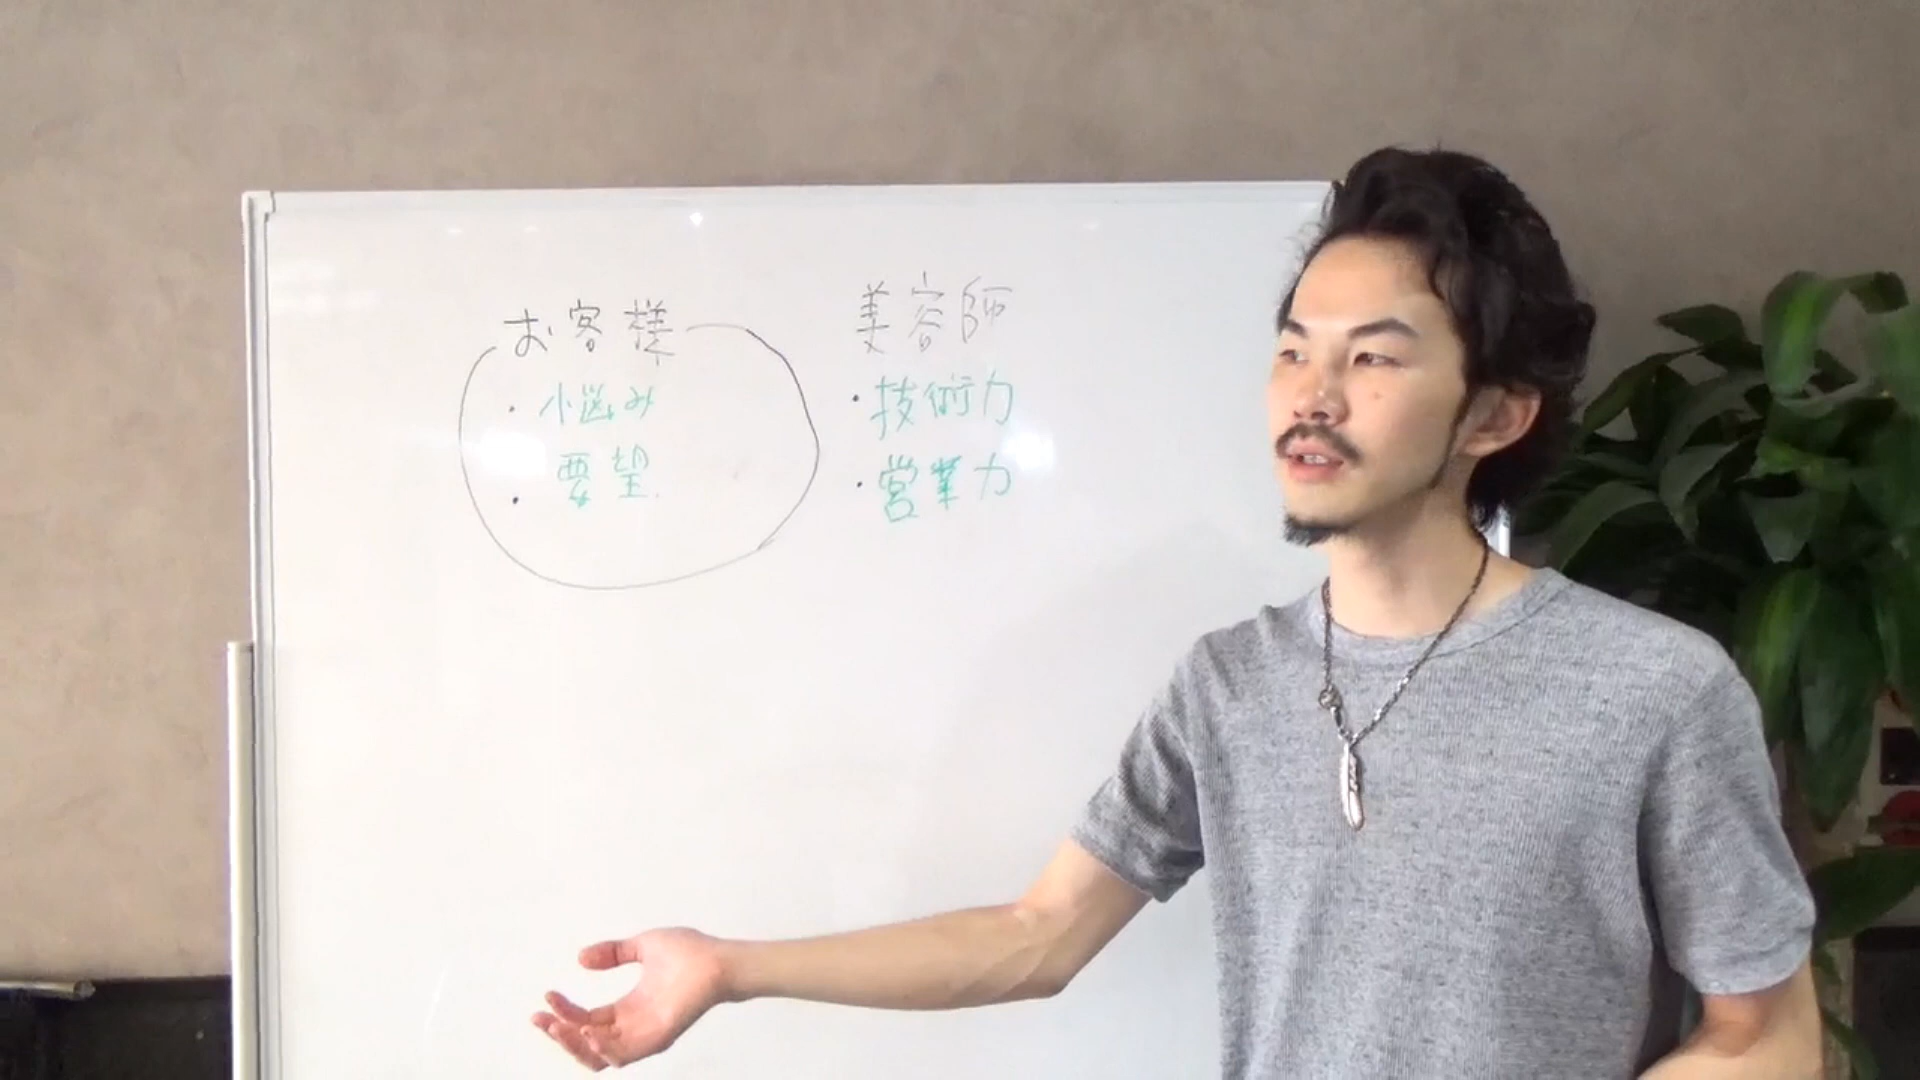 お客様
・悩み
・要望
美容師
・技術力
・営業力